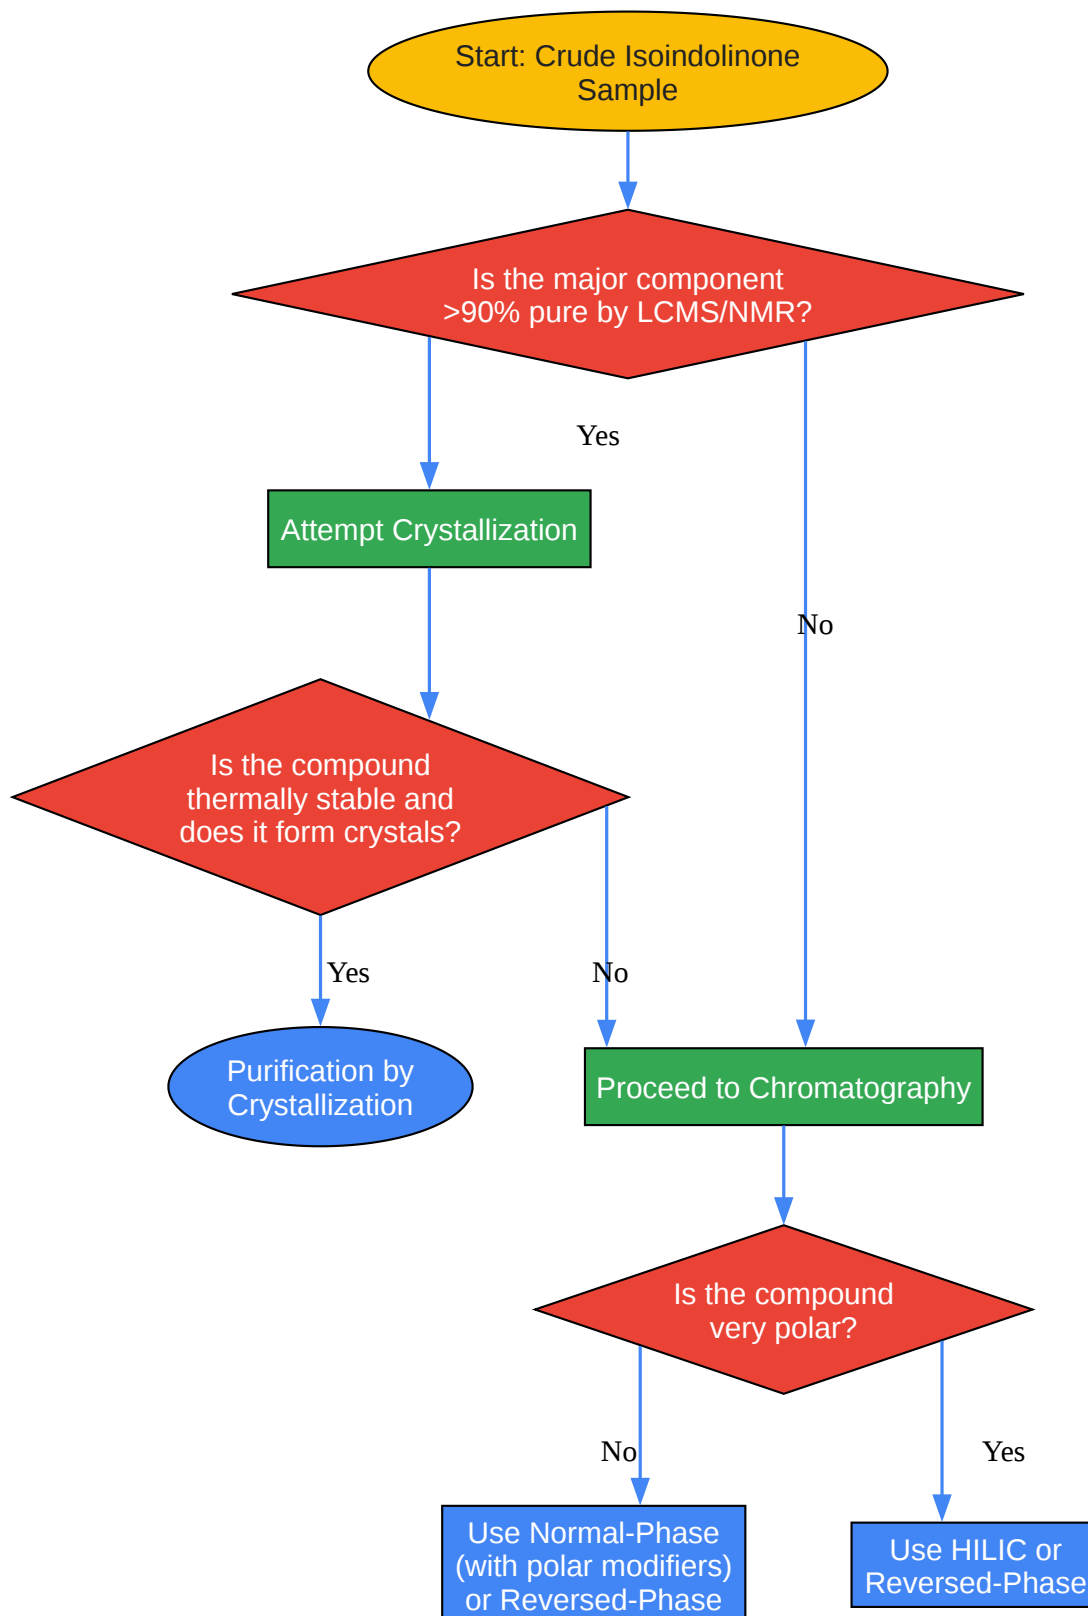 Start: Crude Isoindolinone
Sample
Is the major component
>90% pure by LCMS/NMR?
Yes
Attempt Crystallization
No
Is the compound
thermally stable and
does it form crystals?
Yes
No
Purification by
Crystallization
Proceed to Chromatography
Is the compound
very polar?
No
Yes
Use Normal-Phase
(with polar modifiers)
or Reversed-Phase
Use HILIC or
Reversed-Phase